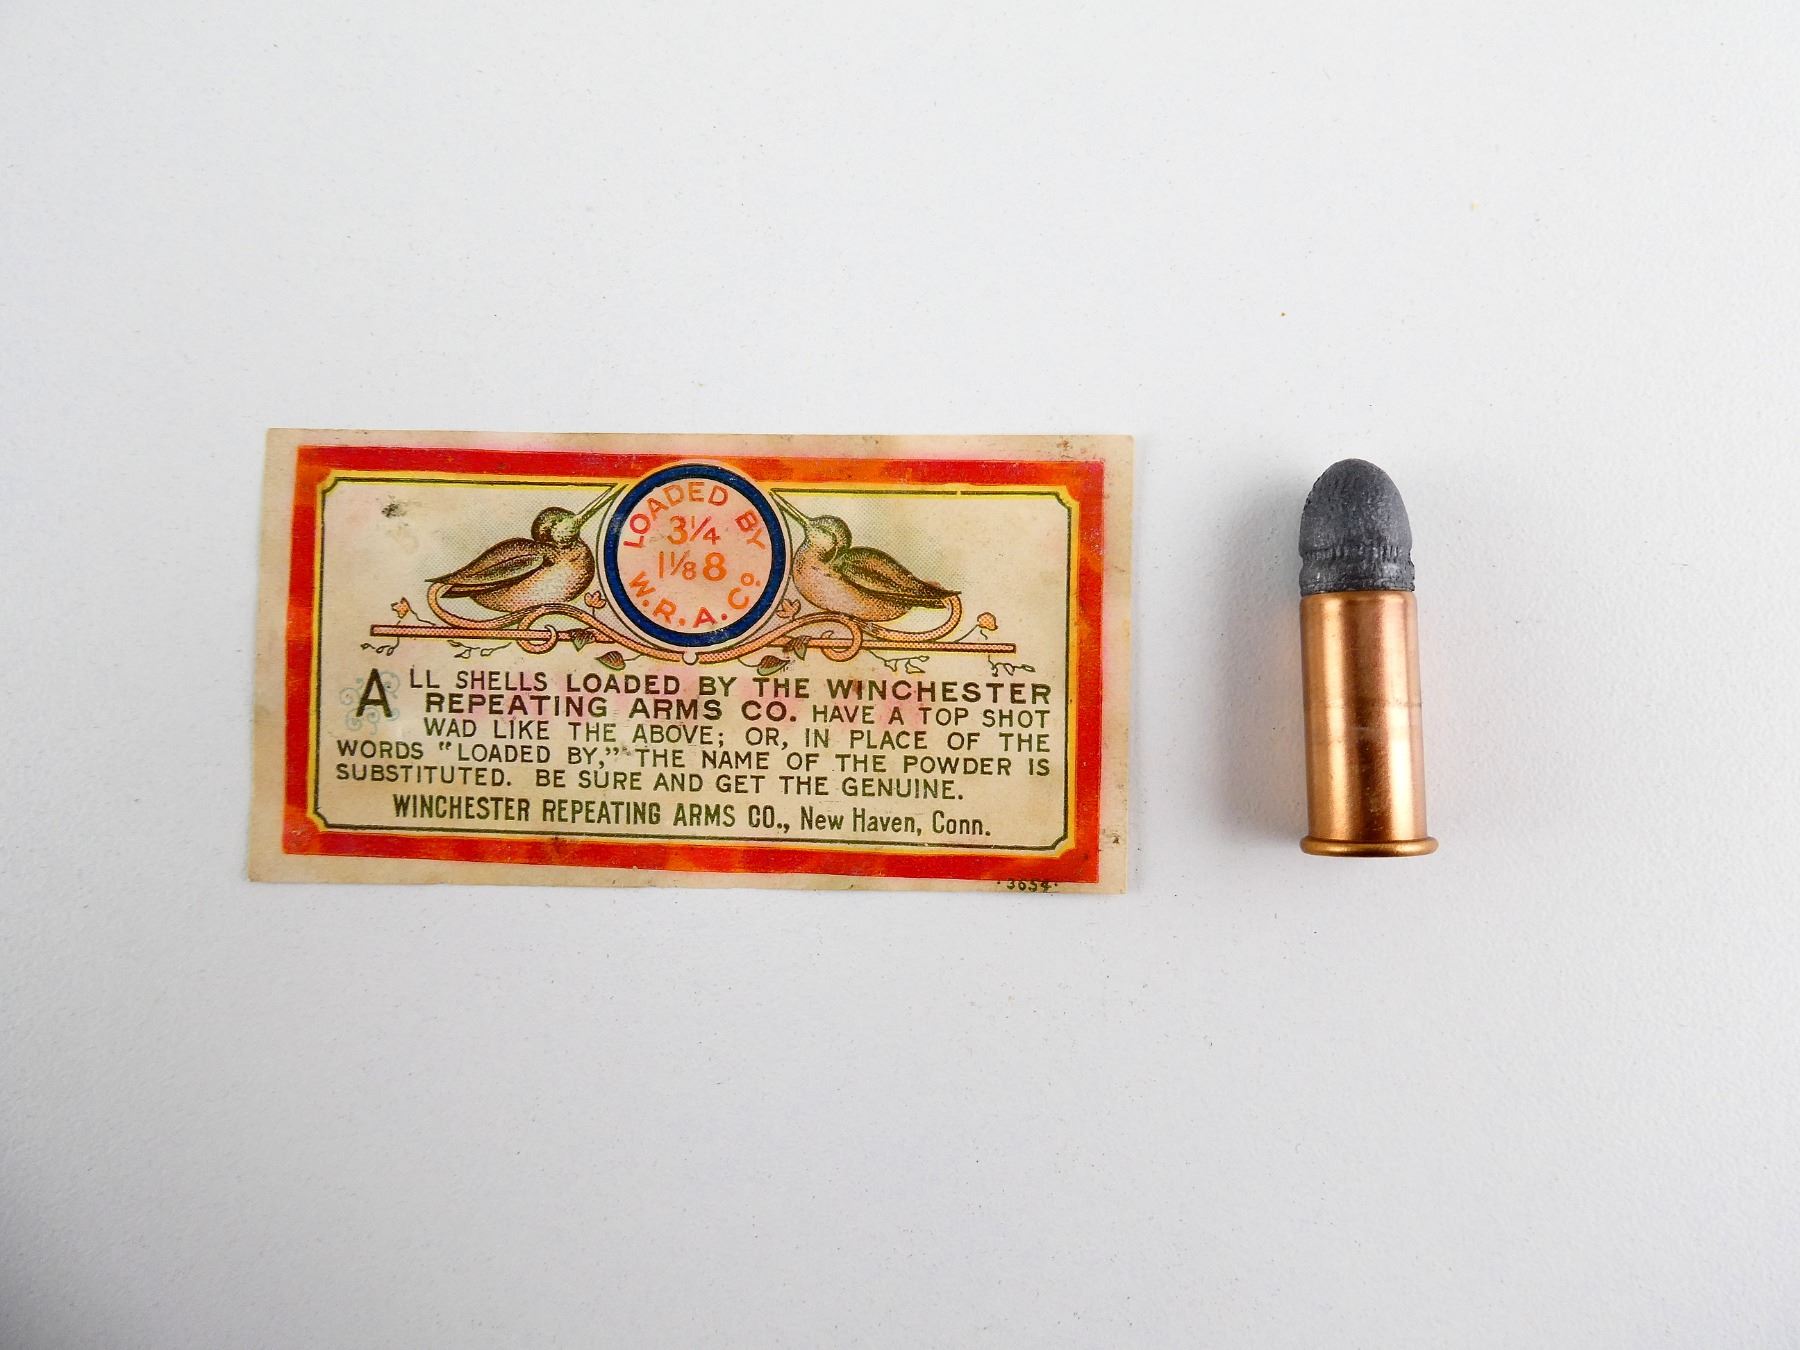 LOADED BY
3¼
1⅛ 8
W.R.A.Co.
ALL SHELLS LOADED BY THE WINCHESTER
REPEATING ARMS CO. HAVE A TOP SHOT
WAD LIKE THE ABOVE; OR, IN PLACE OF THE
WORDS "LOADED BY," THE NAME OF THE POWDER IS
SUBSTITUTED. BE SURE AND GET THE GENUINE.
WINCHESTER REPEATING ARMS CO., New Haven, Conn.
·3654·